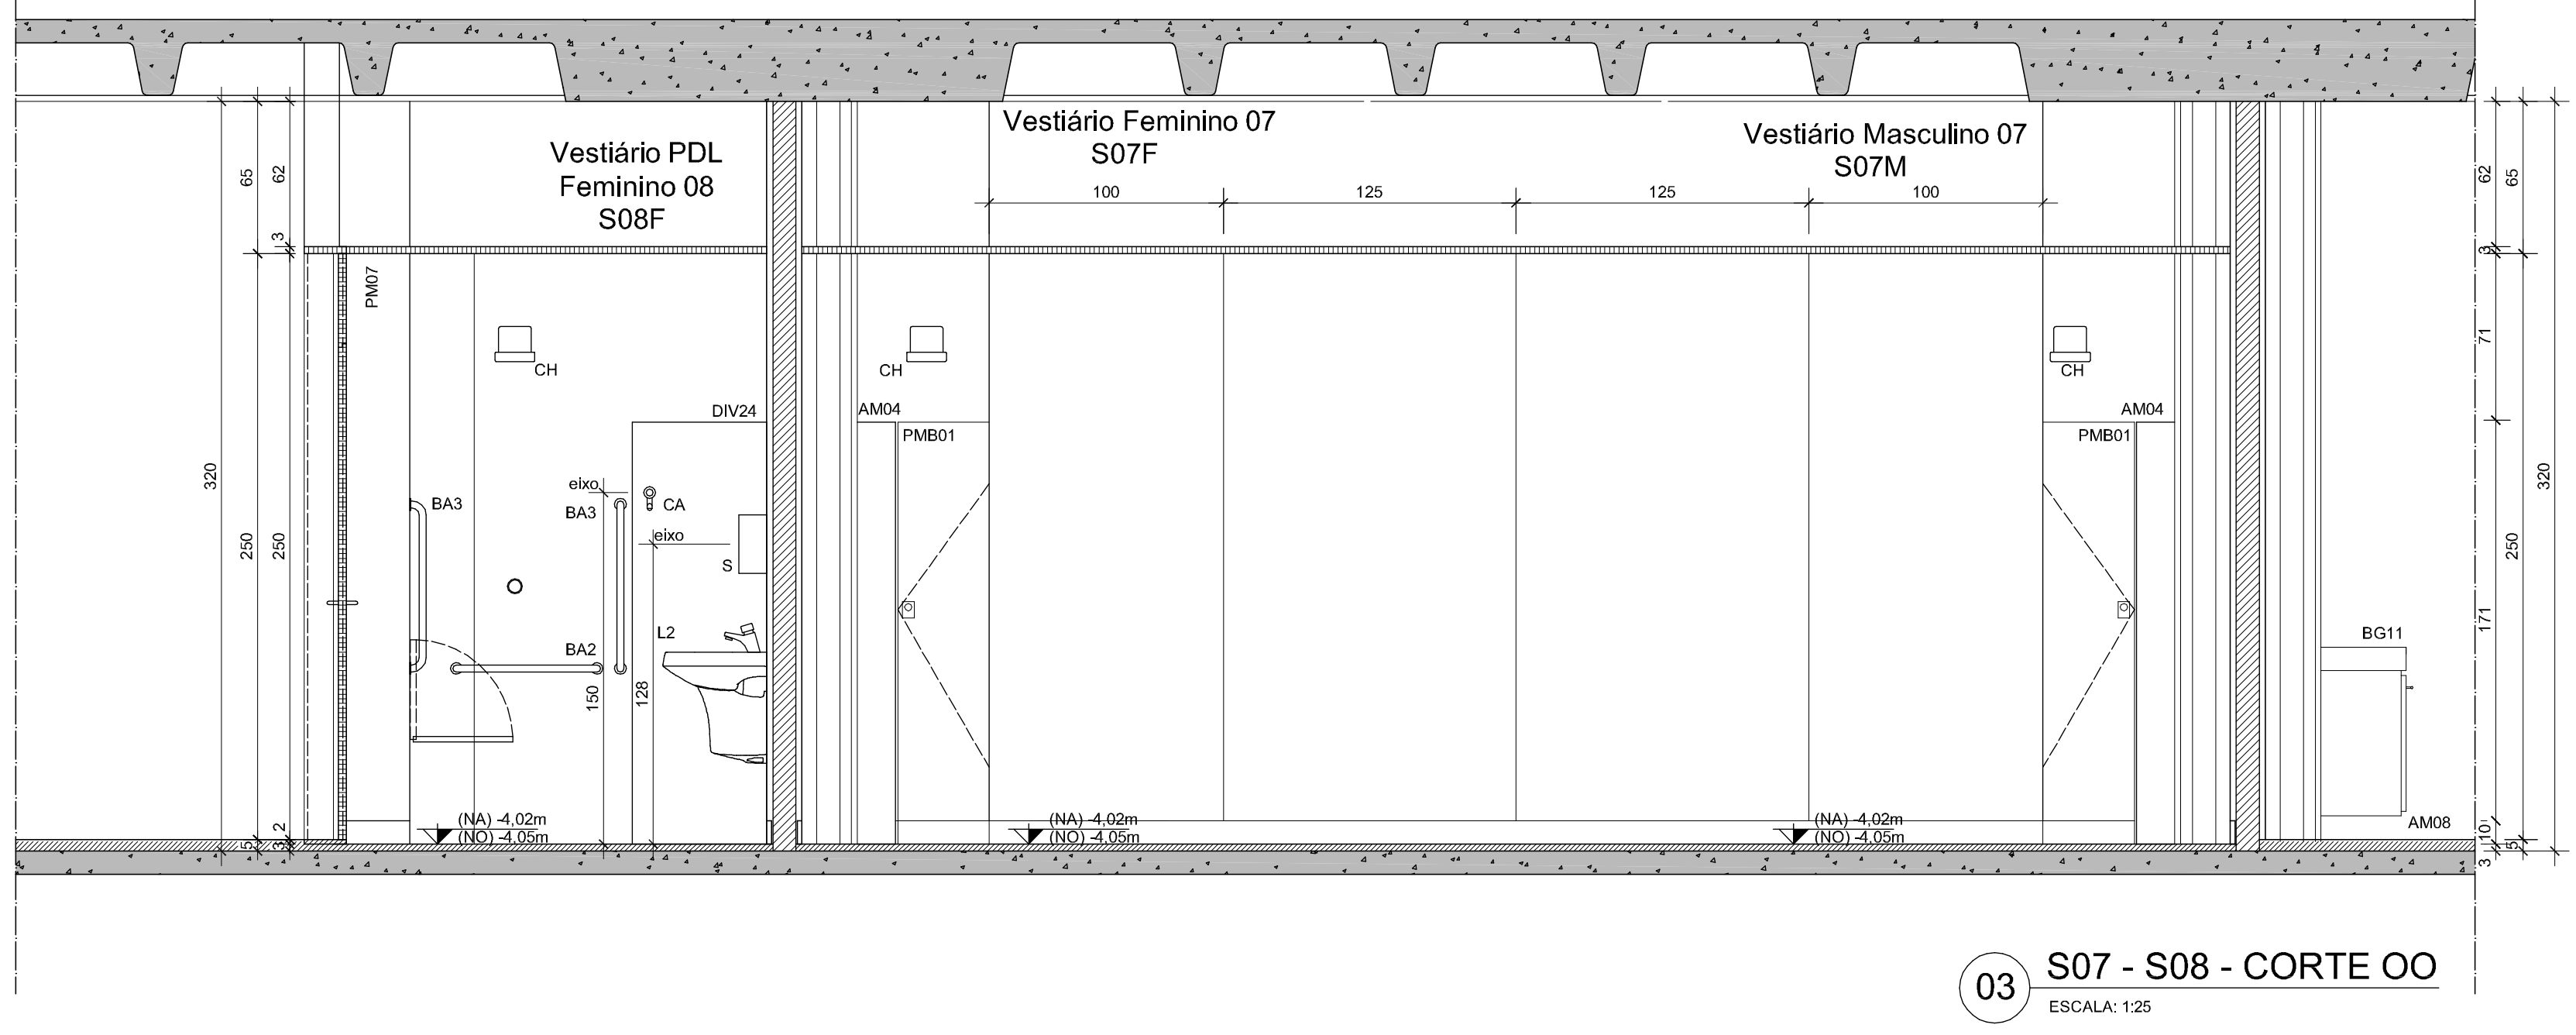 Vestiário PDL
Feminino 08
S08F
Vestiário Feminino 07
S07F
Vestiário Masculino 07
S07M
100
125
125
100
65
62
3
62
65
3
PM07
CH
CH
CH
DIV24
AM04
PMB01
AM04
PMB01
71
320
250
250
BA3
eixo
BA3
CA
eixo
S
320
250
171
BA2
L2
150
128
BG11
2
5
3
(NA) -4,02m
(NO) -4,05m
(NA) -4,02m
(NO) -4,05m
(NA) -4,02m
(NO) -4,05m
AM08
10
5
3
03
S07 - S08 - CORTE OO
ESCALA: 1:25